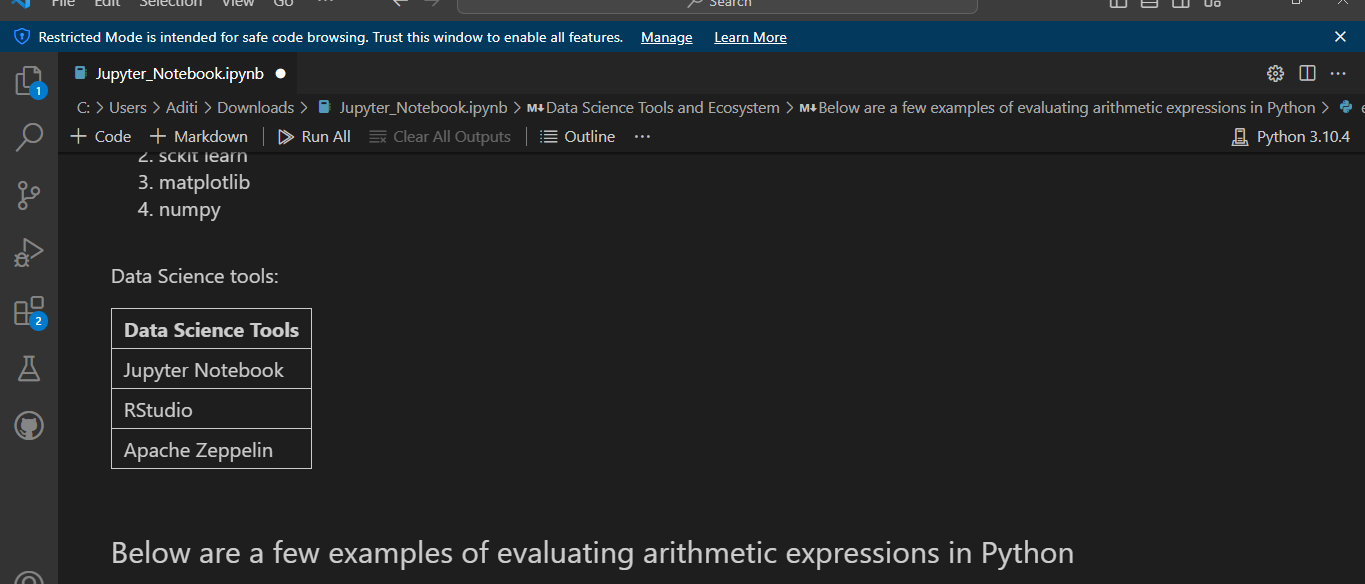 File Edit Selection View Go ··· Search
Restricted Mode is intended for safe code browsing. Trust this window to enable all features. Manage Learn More
1
Jupyter_Notebook.ipynb
C: > Users > Aditi > Downloads > Jupyter_Notebook.ipynb > M↓Data Science Tools and Ecosystem > M↓Below are a few examples of evaluating arithmetic expressions in Python >
+ Code + Markdown Run All Clear All Outputs Outline ··· Python 3.10.4
2. sckit learn
3. matplotlib
4. numpy
Data Science tools:
2
Data Science Tools
Jupyter Notebook
RStudio
Apache Zeppelin
Below are a few examples of evaluating arithmetic expressions in Python